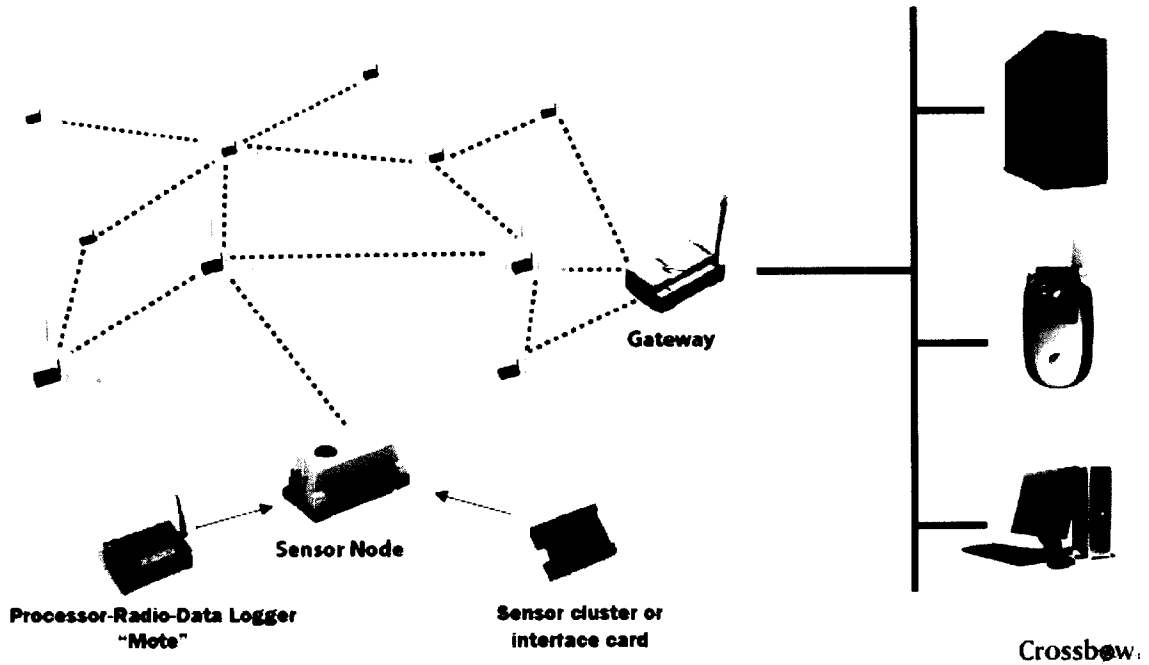 Gateway
Sensor Node
Processor-Radio-Data Logger
"Mote"
Sensor cluster or
interface card
Crossbow